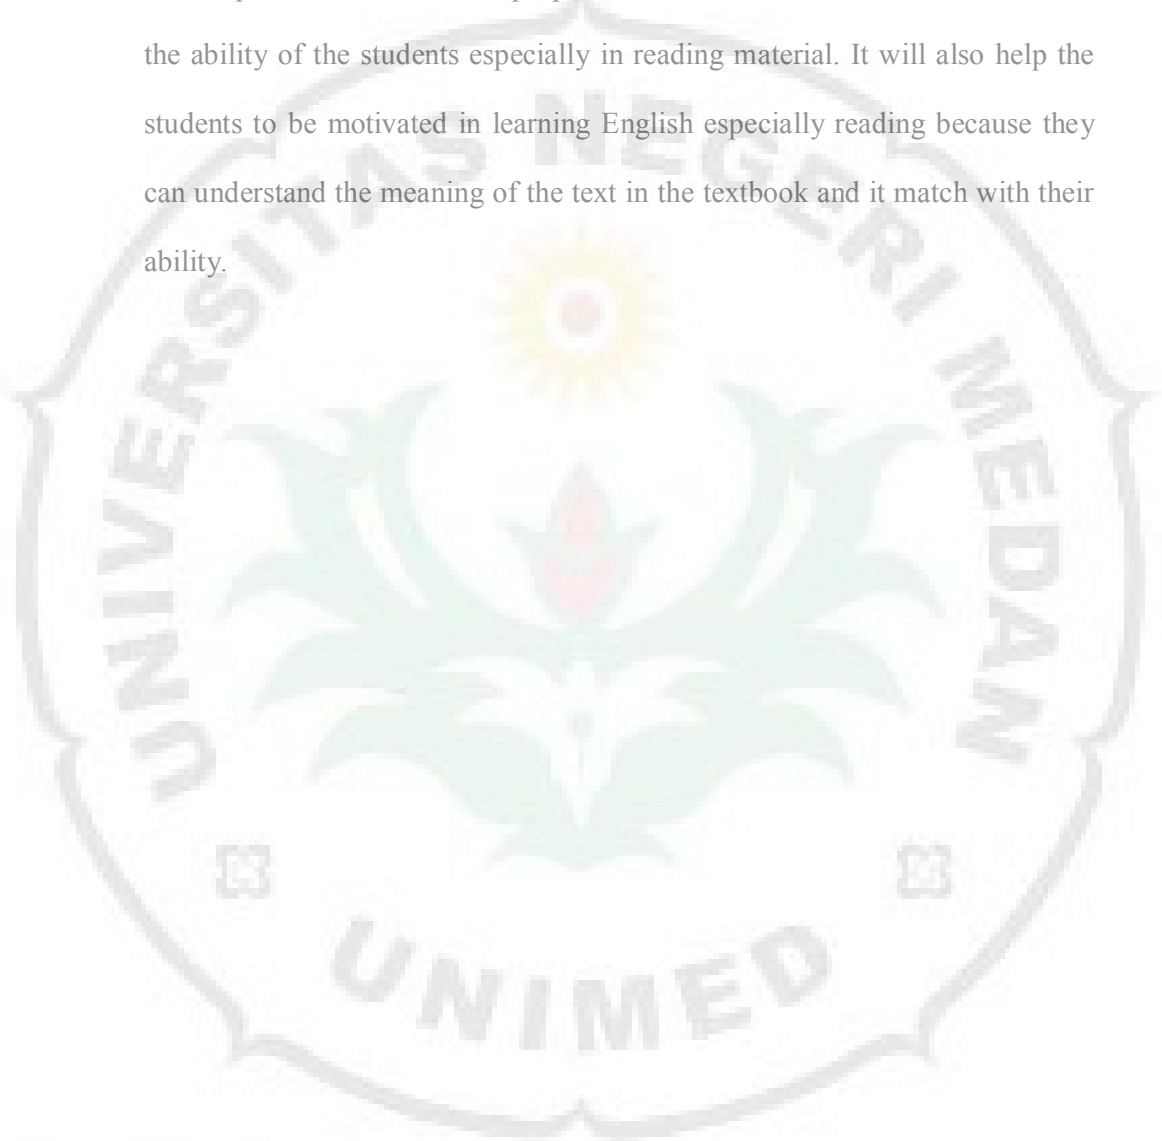 the ability of the students especially in reading material. It will also help the
students to be motivated in learning English especially reading because they
can understand the meaning of the text in the textbook and it match with their
ability.
UNIVERSITAS NEGERI MEDAN
UNIMED